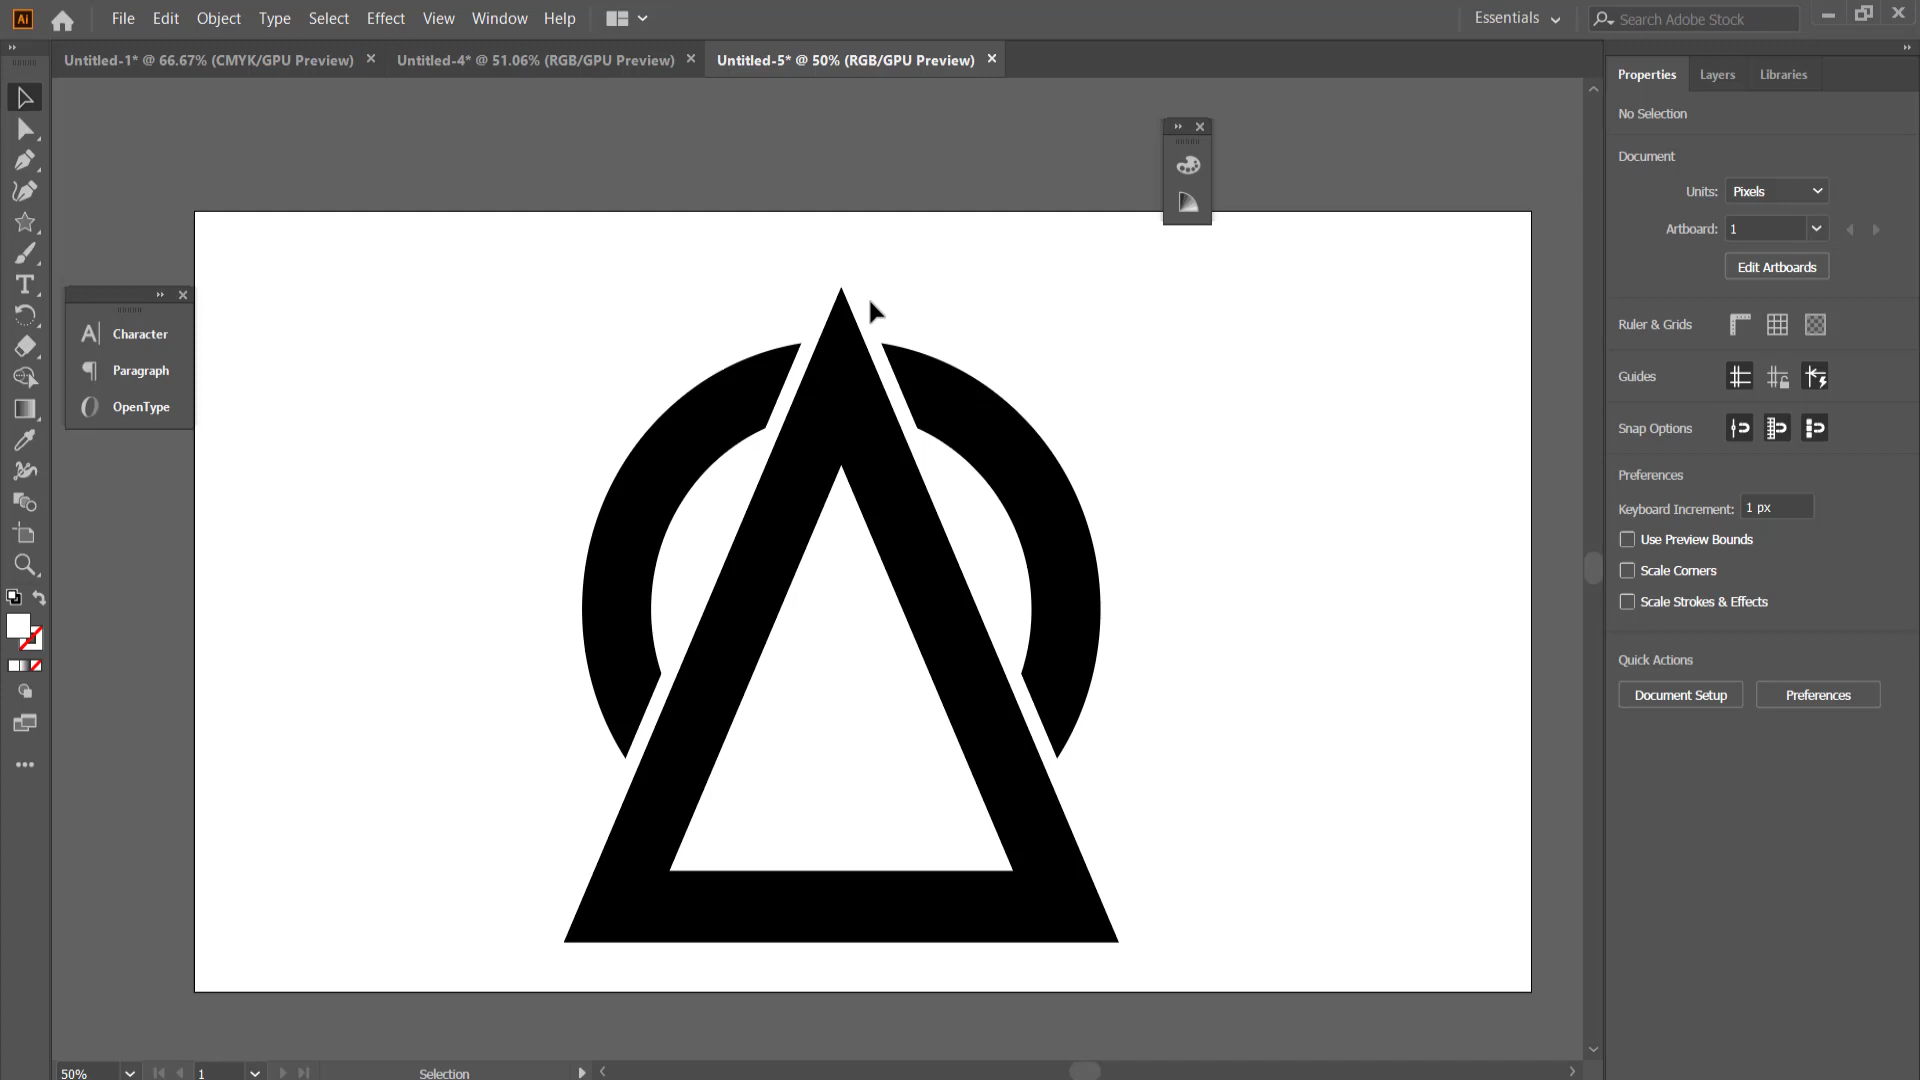 Ai File Edit Object Type Select Effect View Window Help Essentials Search Adobe Stock
Untitled-1* @ 66.67% (CMYK/GPU Preview) Untitled-4* @ 51.06% (RGB/GPU Preview) Untitled-5* @ 50% (RGB/GPU Preview)
Properties Layers Libraries
No Selection
Document
Units: Pixels
Artboard: 1
Edit Artboards
Character
Paragraph
OpenType
Ruler & Grids
Guides
Snap Options
Preferences
Keyboard Increment: 1 px
Use Preview Bounds
Scale Corners
Scale Strokes & Effects
Quick Actions
Document Setup Preferences
50% 1 Selection